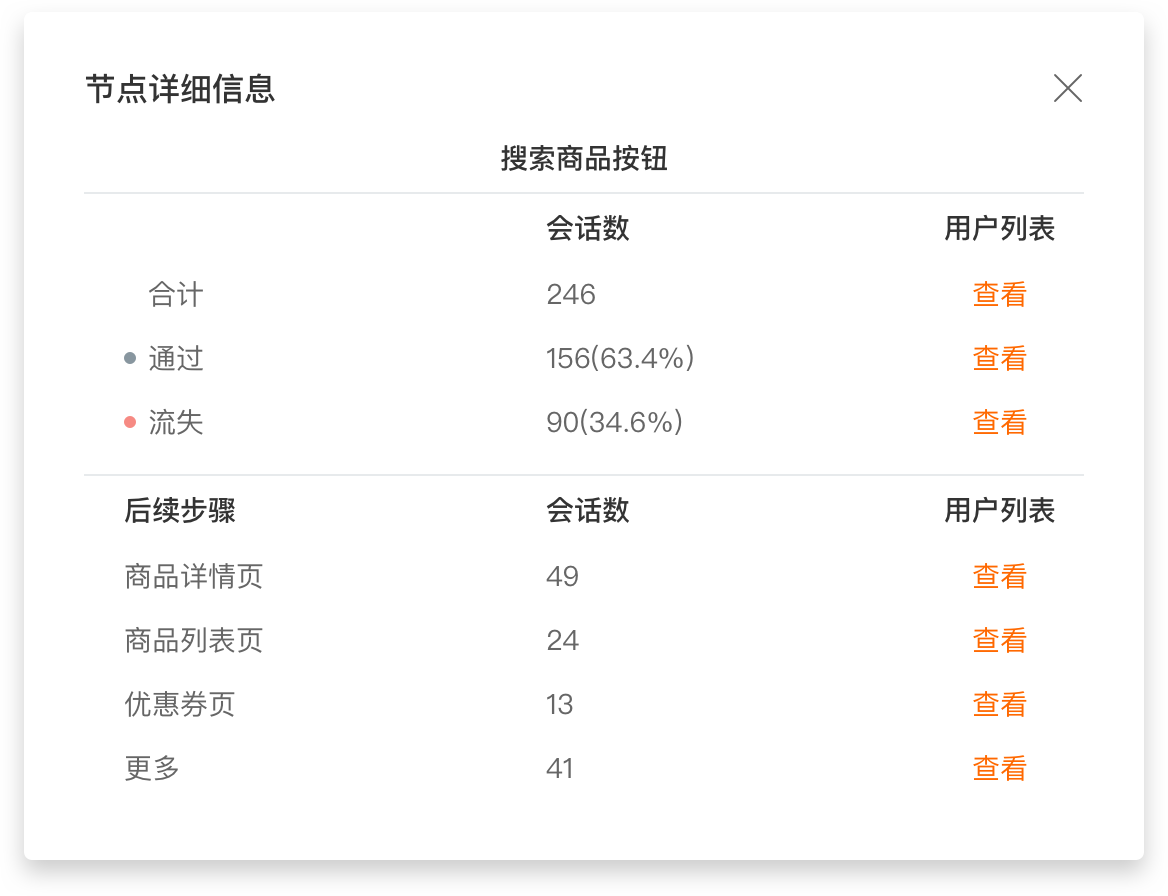 节点详细信息
搜索商品按钮
会话数 用户列表
合计 246 查看
通过 156(63.4%) 查看
流失 90(34.6%) 查看
后续步骤 会话数 用户列表
商品详情页 49 查看
商品列表页 24 查看
优惠券页 13 查看
更多 41 查看